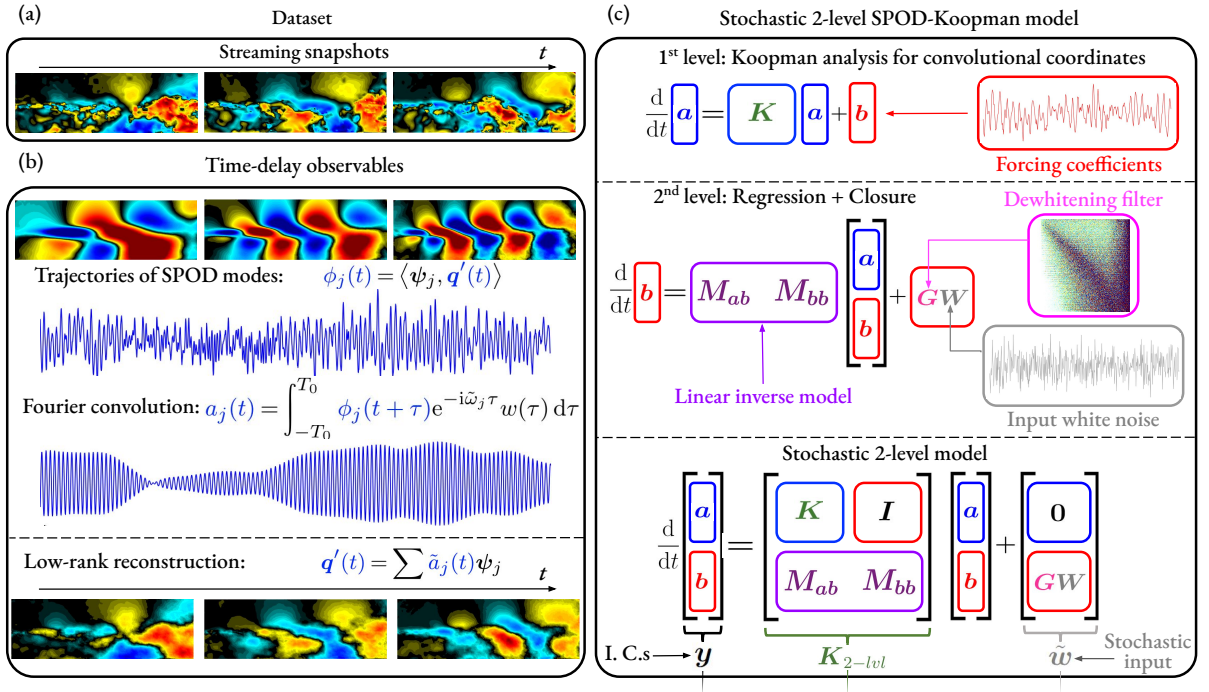 (a)
Dataset
Streaming snapshots
t
(b)
Time-delay observables
Trajectories of SPOD modes: ϕ_j(t) = ⟨ψ_j, q′(t)⟩
Fourier convolution: a_j(t) = ∫_{−T_0}^{T_0} ϕ_j(t + τ)e^{−iω̃_jτ} w(τ) dτ
Low-rank reconstruction: q′(t) = ∑ ã_j(t)ψ_j
t
(c)
Stochastic 2-level SPOD-Koopman model
1st level: Koopman analysis for convolutional coordinates
d/dt a = K a + b
Forcing coefficients
2nd level: Regression + Closure
Dewhitening filter
d/dt b = M_ab M_bb [a b] + GW
Linear inverse model
Input white noise
Stochastic 2-level model
d/dt [a b] = [K I M_ab M_bb] [a b] + [0 GW]
I. C.s y K_{2−lvl} w̃ Stochastic input